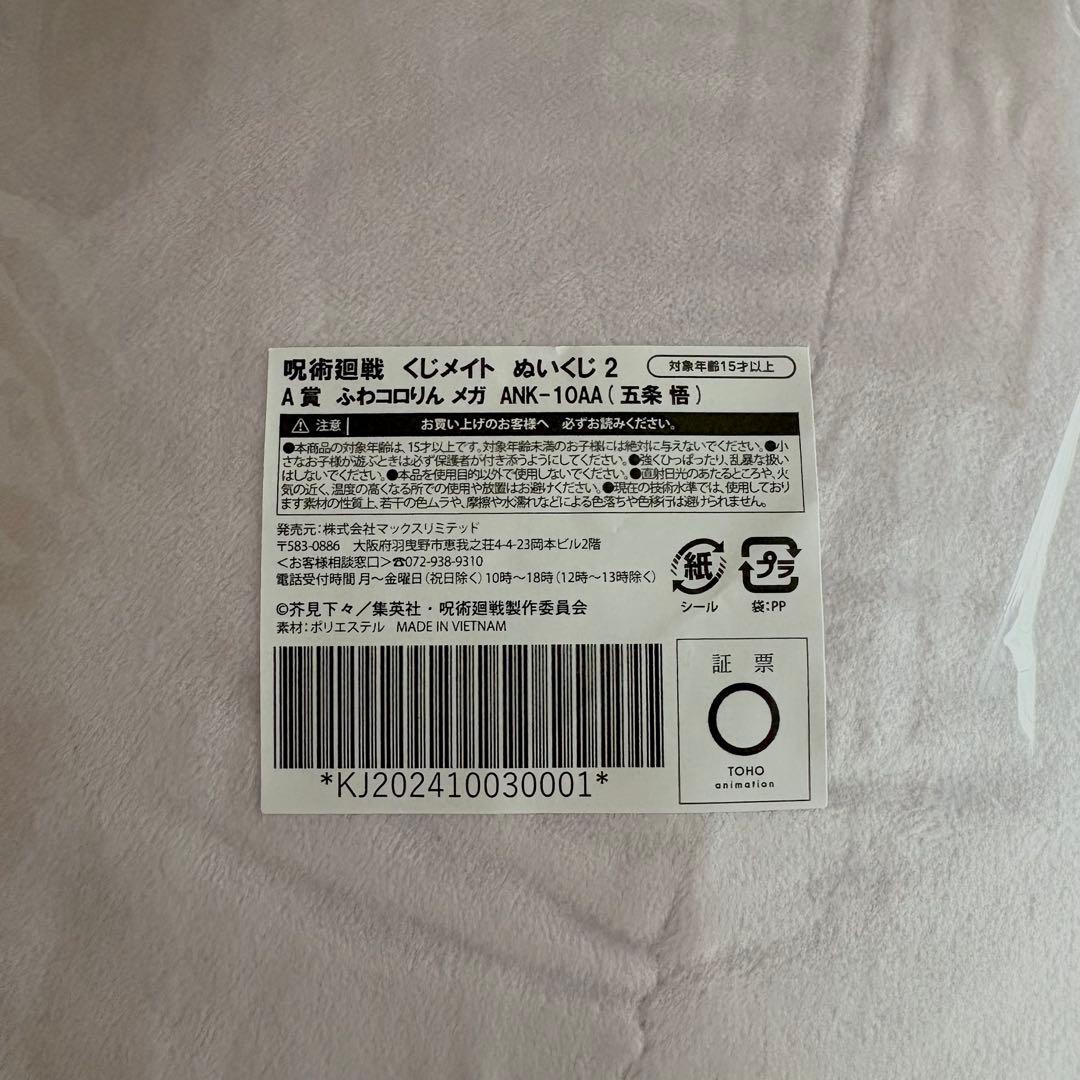 呪術廻戦 くじメイト ぬいくじ 2 対象年齢15才以上
A 賞 ふわコロりん メガ ANK-10AA ( 五条 悟 )
⚠ 注意 お買い上げのお客様へ 必ずお読みください。
●本商品の対象年齢は、15才以上です。対象年齢未満のお子様には絶対に与えないでください。●小
さなお子様が遊ぶときは必ず保護者が付き添うようにしてください。●強くひっぱったり、乱暴な扱い
はしないでください。●本品を使用目的以外で使用しないでください。●直射日光のあたるところや、火
気の近く、温度の高くなる所での使用や放置はお避けください。●現在の技術水準では、使用しており
ます素材の性質上、若干の色ムラや、摩擦や水濡れなどによる色落ちや色移行は避けられません。
発売元:株式会社マックスリミテッド
〒583-0886 大阪府羽曳野市恵我之荘4-4-23岡本ビル2階
<お客様相談窓口>☎072-938-9310
電話受付時間 月~金曜日(祝日除く)10時~18時(12時~13時除く)
紙 プラ
シール 袋:PP
©芥見下々/集英社・呪術廻戦製作委員会
素材:ポリエステル MADE IN VIETNAM
*KJ202410030001*
証 票
TOHO
animation